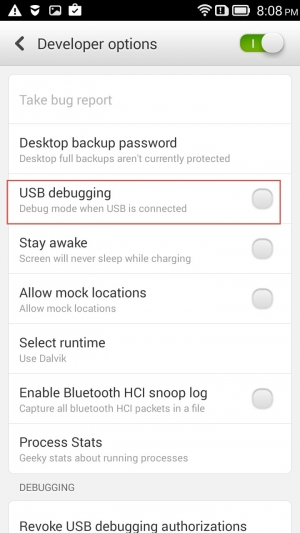 8:08 PM
Developer options
Take bug report
Desktop backup password
Desktop full backups aren't currently protected
USB debugging
Debug mode when USB is connected
Stay awake
Screen will never sleep while charging
Allow mock locations
Allow mock locations
Select runtime
Use Dalvik
Enable Bluetooth HCI snoop log
Capture all bluetooth HCI packets in a file
Process Stats
Geeky stats about running processes
DEBUGGING
Revoke USB debugging authorizations